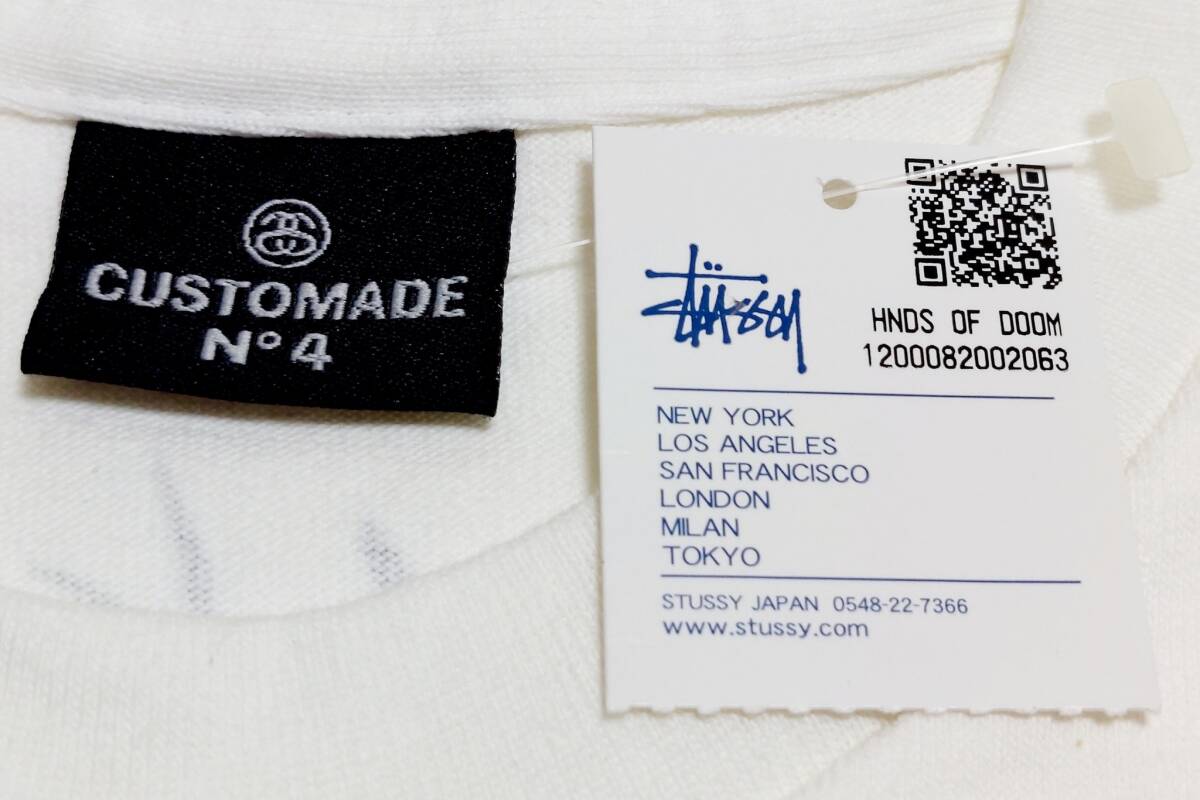 CUSTOMADE
N° 4
Stüssy
HNDS OF DOOM
1200082002063
NEW YORK
LOS ANGELES
SAN FRANCISCO
LONDON
MILAN
TOKYO
STUSSY JAPAN 0548-22-7366
www.stussy.com